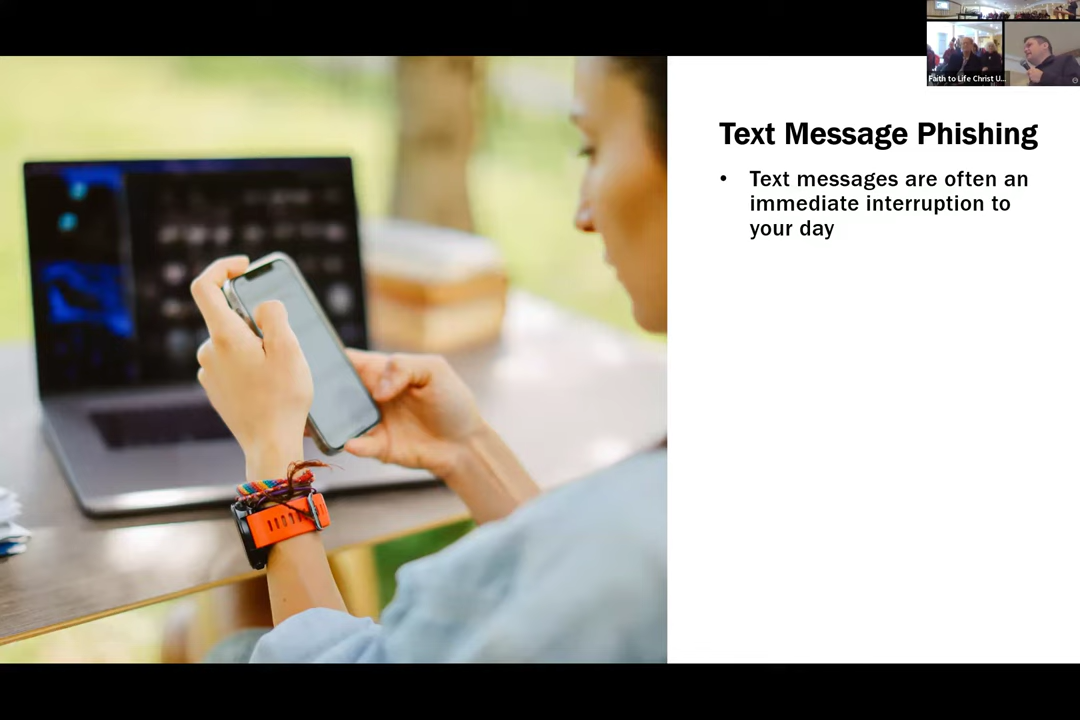 Faith to Life Christ U...
Text Message Phishing
• Text messages are often an
immediate interruption to
your day